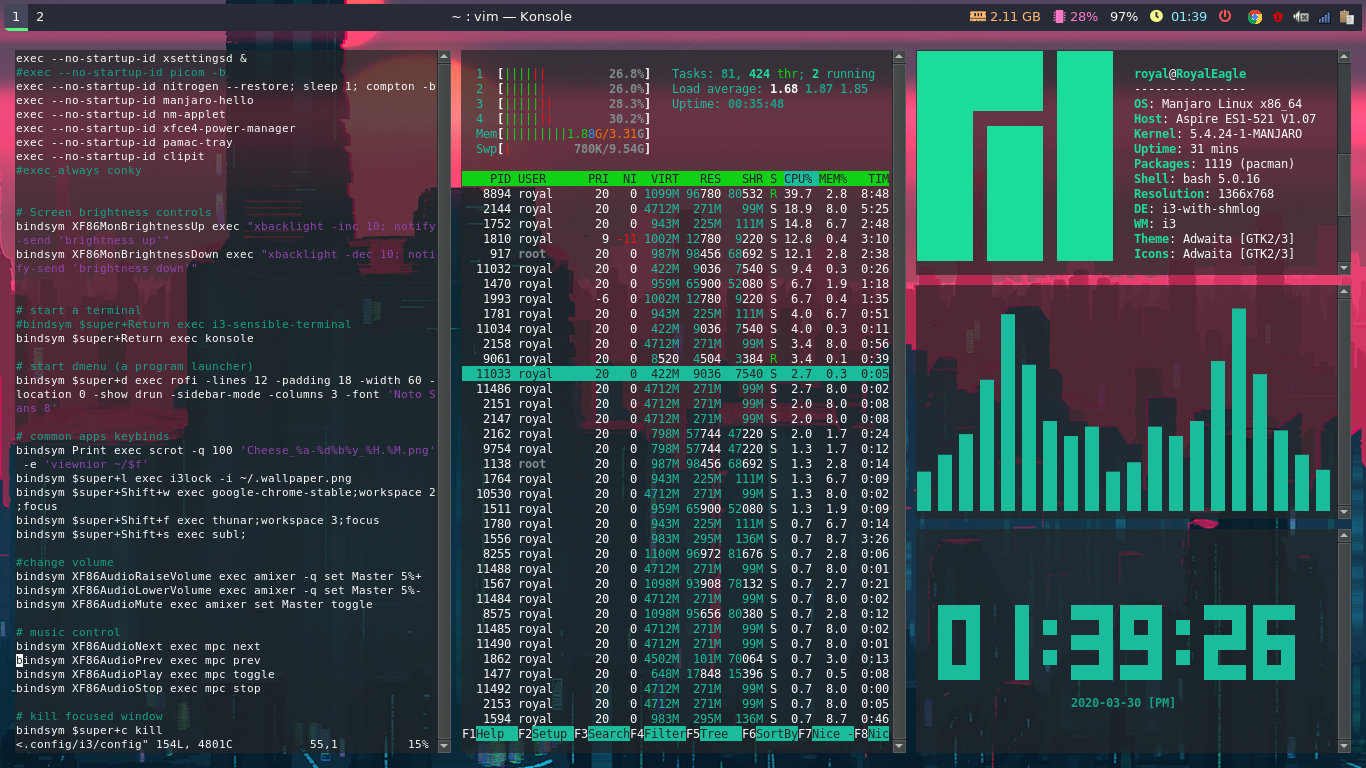 1 2
~ : vim — Konsole
2.11 GB 28% 97% 01:39
exec --no-startup-id xsettingsd &
#exec --no-startup-id picom -b
exec --no-startup-id nitrogen --restore; sleep 1; compton -b
exec --no-startup-id manjaro-hello
exec --no-startup-id nm-applet
exec --no-startup-id xfce4-power-manager
exec --no-startup-id pamac-tray
exec --no-startup-id clipit
#exec_always conky
# Screen brightness controls
bindsym XF86MonBrightnessUp exec "xbacklight -inc 10; notify
-send 'brightness up'"
bindsym XF86MonBrightnessDown exec "xbacklight -dec 10; noti
fy-send 'brightness down'"
# start a terminal
#bindsym $super+Return exec i3-sensible-terminal
bindsym $super+Return exec konsole
# start dmenu (a program launcher)
bindsym $super+d exec rofi -lines 12 -padding 18 -width 60 -
location 0 -show drun -sidebar-mode -columns 3 -font 'Noto S
ans 8'
# common apps keybinds
bindsym Print exec scrot -q 100 'Cheese_%a-%d%b%y_%H.%M.png'
-e 'viewnior ~/$f'
bindsym $super+l exec i3lock -i ~/.wallpaper.png
bindsym $super+Shift+w exec google-chrome-stable;workspace 2
;focus
bindsym $super+Shift+f exec thunar;workspace 3;focus
bindsym $super+Shift+s exec subl;
#change volume
bindsym XF86AudioRaiseVolume exec amixer -q set Master 5%+
bindsym XF86AudioLowerVolume exec amixer -q set Master 5%-
bindsym XF86AudioMute exec amixer set Master toggle
# music control
bindsym XF86AudioNext exec mpc next
bindsym XF86AudioPrev exec mpc prev
bindsym XF86AudioPlay exec mpc toggle
bindsym XF86AudioStop exec mpc stop
# kill focused window
bindsym $super+c kill
<.config/i3/config" 154L, 4801C 55,1 15%
1 [|||||| 26.8%] Tasks: 81, 424 thr; 2 running
2 [|||||| 26.0%] Load average: 1.68 1.87 1.85
3 [|||||| 28.3%] Uptime: 00:35:48
4 [|||||| 30.2%]
Mem[|||||||||1.88G/3.31G]
Swp[| 780K/9.54G]
PID USER PRI NI VIRT RES SHR S CPU% MEM% TIM
8894 royal 20 0 1099M 96780 80532 R 39.7 2.8 8:48
2144 royal 20 0 4712M 271M 99M S 18.9 8.0 5:25
1752 royal 20 0 943M 225M 111M S 14.8 6.7 2:48
1810 royal 9 -11 1002M 12780 9220 S 12.8 0.4 3:10
917 root 20 0 987M 98456 68692 S 12.1 2.8 2:38
11032 royal 20 0 422M 9036 7540 S 9.4 0.3 0:26
1470 royal 20 0 959M 65900 52080 S 6.7 1.9 1:18
1993 royal -6 0 1002M 12780 9220 S 6.7 0.4 1:35
1781 royal 20 0 943M 225M 111M S 4.0 6.7 0:51
11034 royal 20 0 422M 9036 7540 S 4.0 0.3 0:11
2158 royal 20 0 4712M 271M 99M S 3.4 8.0 0:56
9061 royal 20 0 8520 4504 3384 R 3.4 0.1 0:39
11033 royal 20 0 422M 9036 7540 S 2.7 0.3 0:05
11486 royal 20 0 4712M 271M 99M S 2.7 8.0 0:02
2151 royal 20 0 4712M 271M 99M S 2.0 8.0 0:08
2147 royal 20 0 4712M 271M 99M S 2.0 8.0 0:08
2162 royal 20 0 798M 57744 47220 S 2.0 1.7 0:24
9754 royal 20 0 798M 57744 47220 S 1.3 1.7 0:12
1138 root 20 0 987M 98456 68692 S 1.3 2.8 0:14
1764 royal 20 0 943M 225M 111M S 1.3 6.7 0:09
10530 royal 20 0 4712M 271M 99M S 1.3 8.0 0:02
1511 royal 20 0 959M 65900 52080 S 1.3 1.9 0:09
1780 royal 20 0 943M 225M 111M S 0.7 6.7 0:14
1556 royal 20 0 983M 295M 136M S 0.7 8.7 3:26
8255 royal 20 0 1100M 96972 81676 S 0.7 2.8 0:06
11488 royal 20 0 4712M 271M 99M S 0.7 8.0 0:01
1567 royal 20 0 1098M 93908 78132 S 0.7 2.7 0:21
11484 royal 20 0 4712M 271M 99M S 0.7 8.0 0:02
8575 royal 20 0 1098M 95656 80380 S 0.7 2.8 0:12
11485 royal 20 0 4712M 271M 99M S 0.7 8.0 0:02
11490 royal 20 0 4712M 271M 99M S 0.7 8.0 0:01
1862 royal 20 0 4502M 101M 70064 S 0.7 3.0 0:13
1477 royal 20 0 648M 17848 15396 S 0.7 0.5 0:08
11492 royal 20 0 4712M 271M 99M S 0.7 8.0 0:00
2153 royal 20 0 4712M 271M 99M S 0.7 8.0 0:05
1594 royal 20 0 983M 295M 136M S 0.7 8.7 0:46
F1Help F2Setup F3SearchF4FilterF5Tree F6SortByF7Nice -F8Nic
royal@RoyalEagle
----------------
OS: Manjaro Linux x86_64
Host: Aspire ES1-521 V1.07
Kernel: 5.4.24-1-MANJARO
Uptime: 31 mins
Packages: 1119 (pacman)
Shell: bash 5.0.16
Resolution: 1366x768
DE: i3-with-shmlog
WM: i3
Theme: Adwaita [GTK2/3]
Icons: Adwaita [GTK2/3]
01:39:26
2020-03-30 [PM]